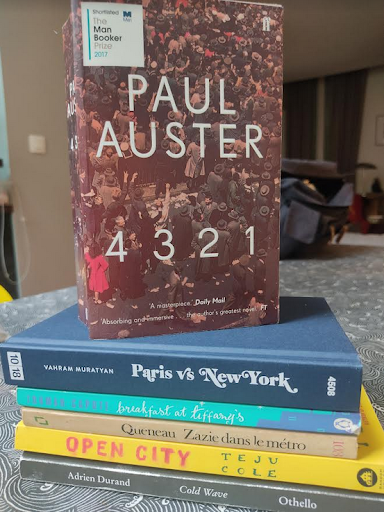 Shortlisted
The
Man
Booker
Prize
2017
Man
PAUL
AUSTER
4 3 2 1
'A masterpiece.' Daily Mail
'Absorbing and immersive the author's greatest novel.' FT
10
18
VAHRAM MURATYAN
Paris vs New York
4508
breakfast at tiffany's
Queneau Zazie dans le métro
OPEN CITY
TEJU
COLE
Adrien Durand
Cold Wave
Othello